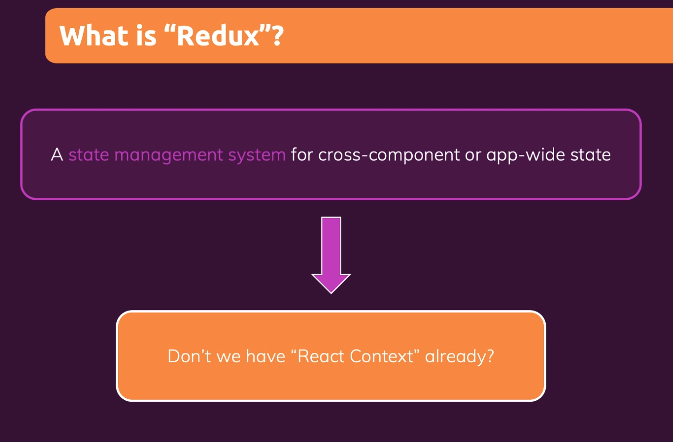 What is “Redux”?
A state management system for cross-component or app-wide state
Don’t we have “React Context” already?